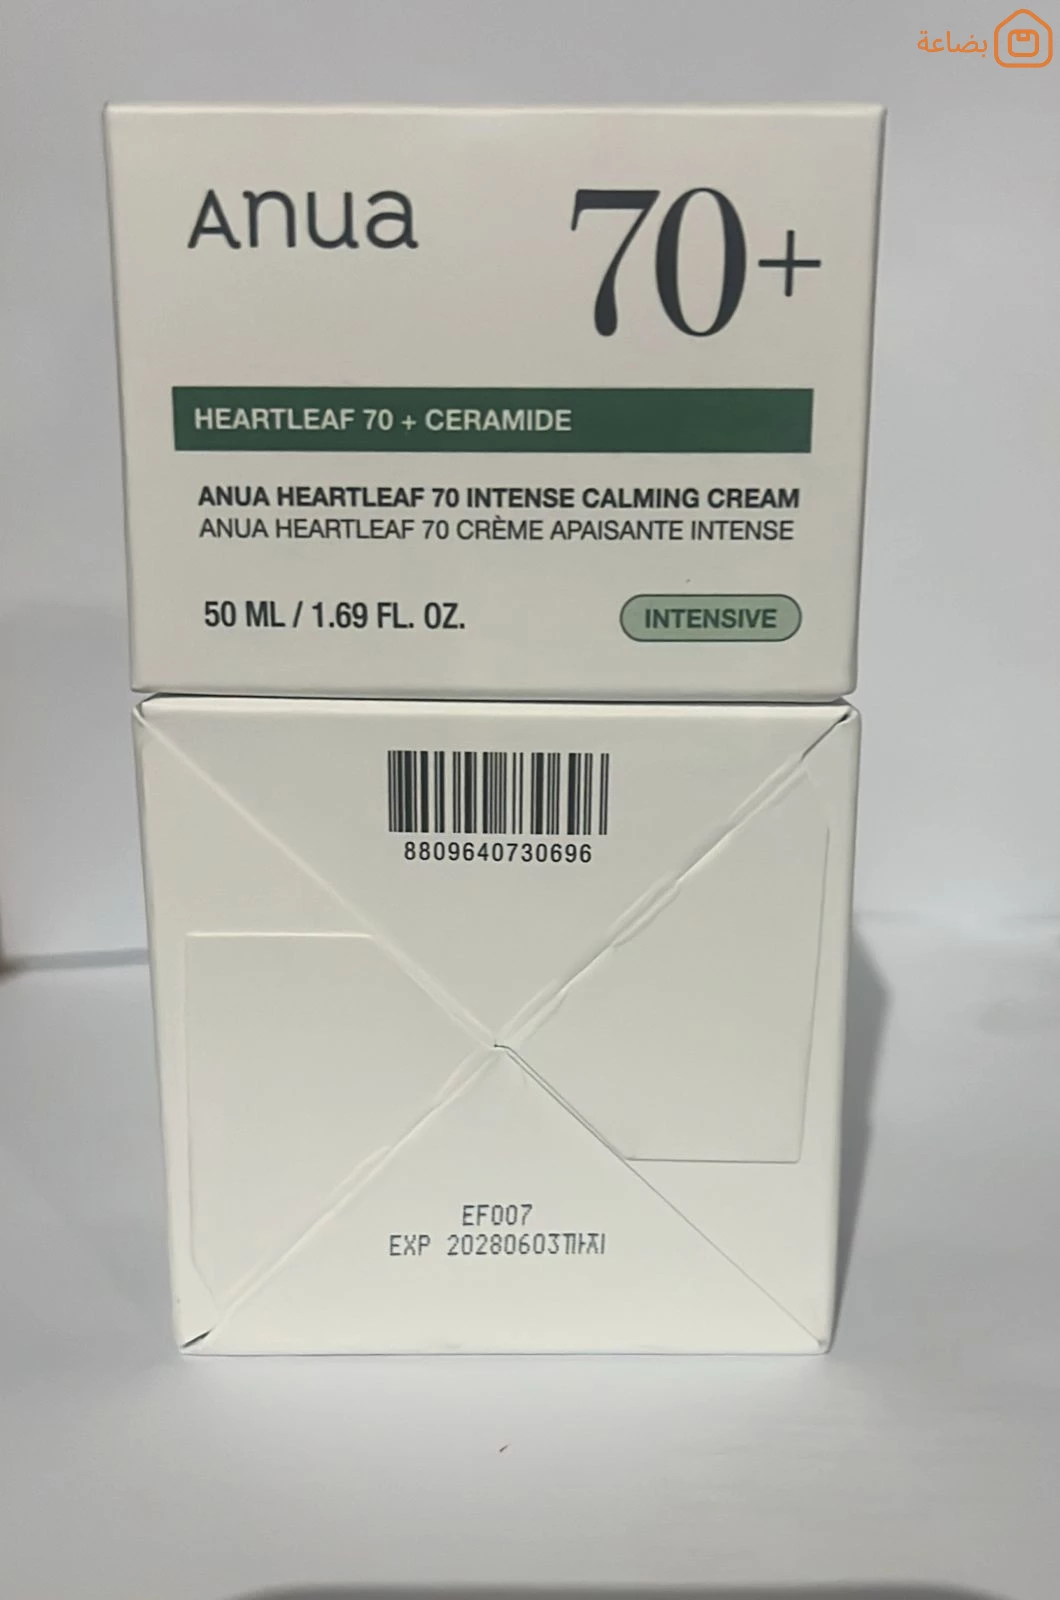 بضاعة
Anua
70+
HEARTLEAF 70 + CERAMIDE
ANUA HEARTLEAF 70 INTENSE CALMING CREAM
ANUA HEARTLEAF 70 CRÈME APAISANTE INTENSE
50 ML / 1.69 FL. OZ.
INTENSIVE
8809640730696
EF007
EXP 20280603까지